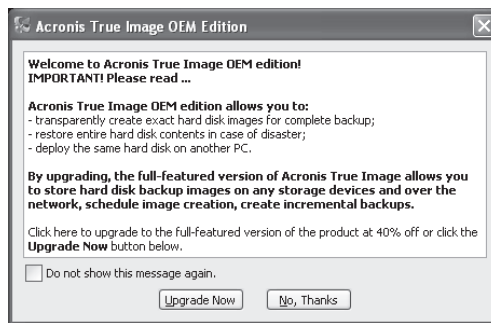 Acronis True Image OEM Edition
Welcome to Acronis True Image OEM edition!
IMPORTANT! Please read ...
Acronis True Image OEM edition allows you to:
- transparently create exact hard disk images for complete backup;
- restore entire hard disk contents in case of disaster;
- deploy the same hard disk on another PC.
By upgrading, the full-featured version of Acronis True Image allows you
to store hard disk backup images on any storage devices and over the
network, schedule image creation, create incremental backups.
Click here to upgrade to the full-featured version of the product at 40% off or click the
Upgrade Now button below.
Do not show this message again.
Upgrade Now
No, Thanks